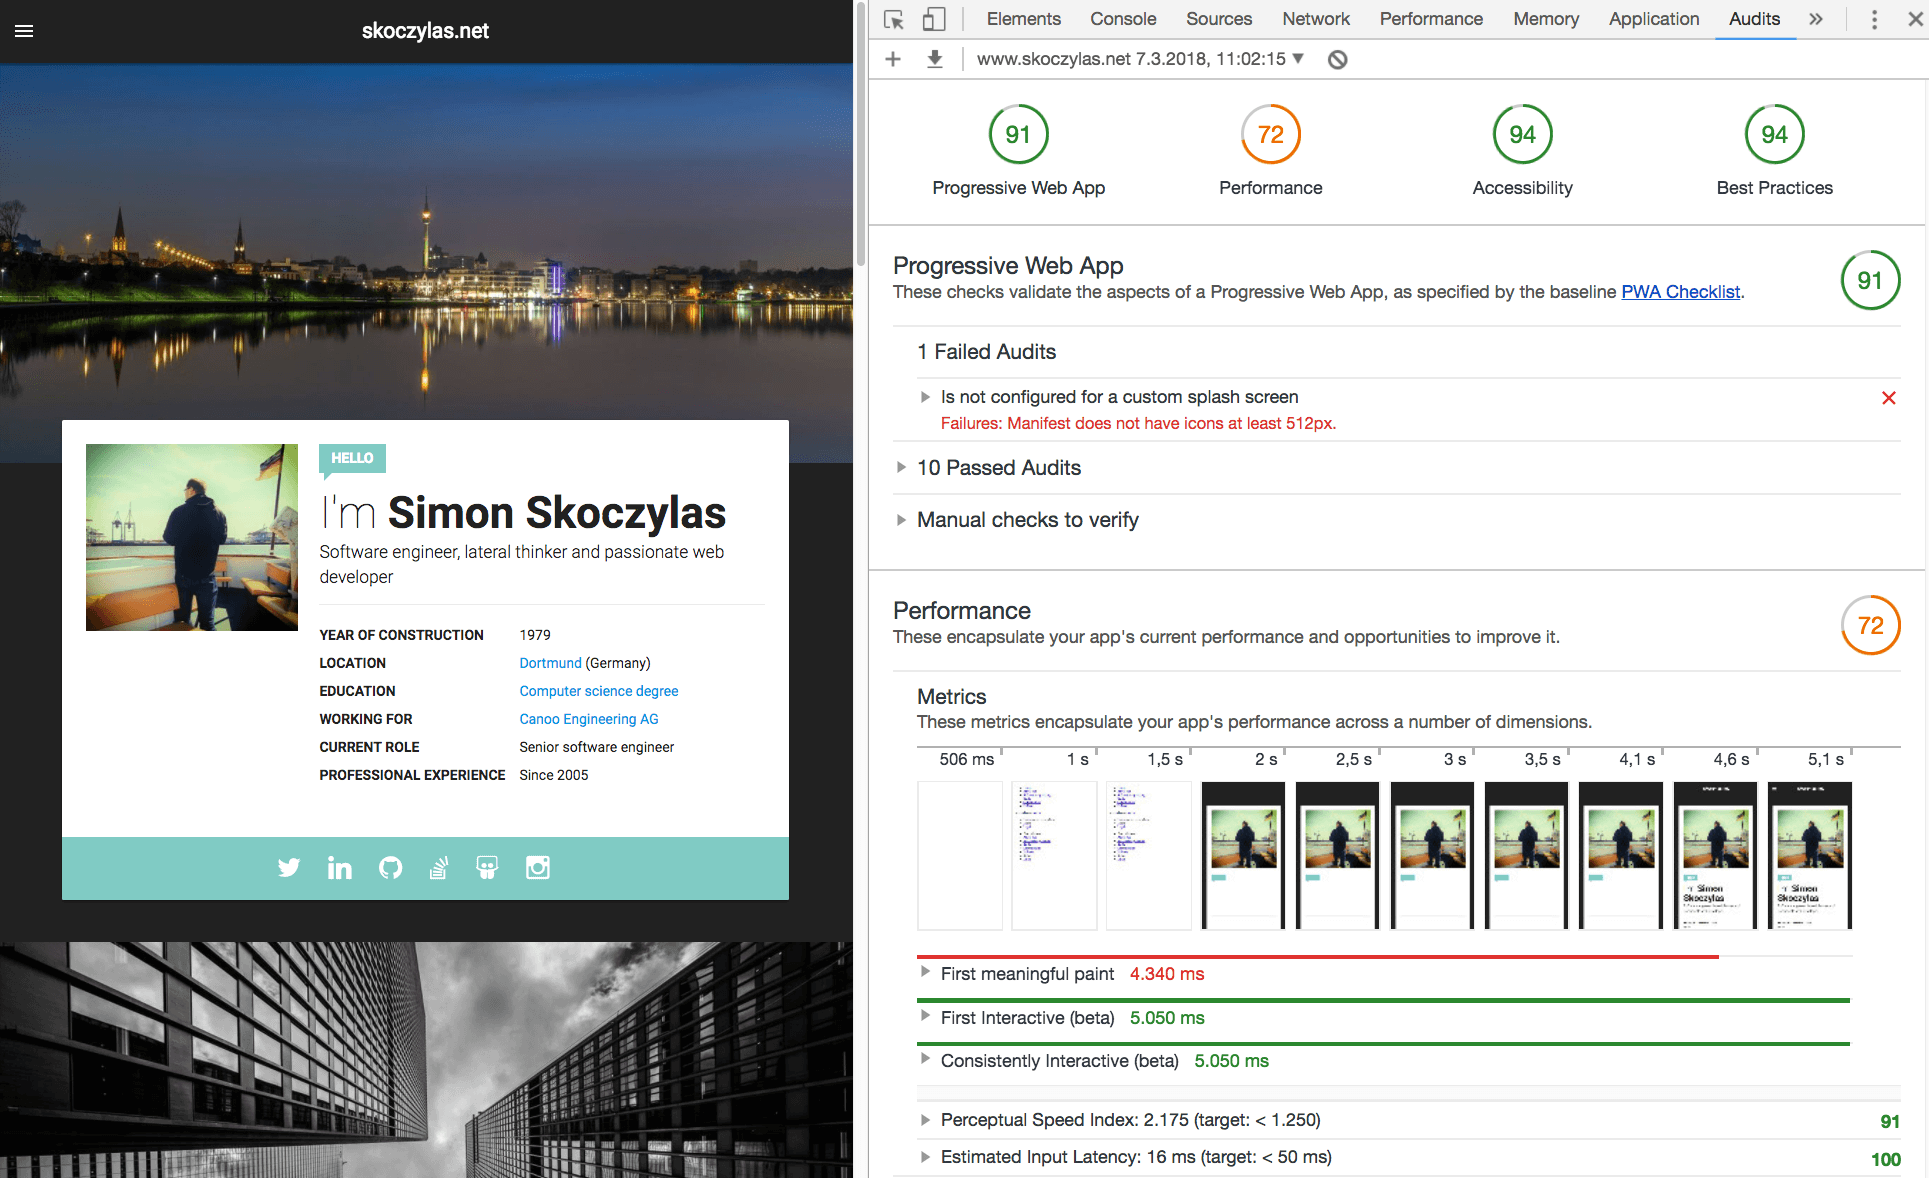 skoczylas.net
HELLO
I'm Simon Skoczylas
Software engineer, lateral thinker and passionate web
developer
YEAR OF CONSTRUCTION 1979
LOCATION Dortmund (Germany)
EDUCATION Computer science degree
WORKING FOR Canoo Engineering AG
CURRENT ROLE Senior software engineer
PROFESSIONAL EXPERIENCE Since 2005
Elements Console Sources Network Performance Memory Application Audits »
www.skoczylas.net 7.3.2018, 11:02:15 ▼
91 72 94 94
Progressive Web App Performance Accessibility Best Practices
Progressive Web App 91
These checks validate the aspects of a Progressive Web App, as specified by the baseline PWA Checklist.
1 Failed Audits
Is not configured for a custom splash screen
Failures: Manifest does not have icons at least 512px.
10 Passed Audits
Manual checks to verify
Performance 72
These encapsulate your app's current performance and opportunities to improve it.
Metrics
These metrics encapsulate your app's performance across a number of dimensions.
506 ms 1 s 1,5 s 2 s 2,5 s 3 s 3,5 s 4,1 s 4,6 s 5,1 s
Simon Simon
Skoczylas Skoczylas
First meaningful paint 4.340 ms
First Interactive (beta) 5.050 ms
Consistently Interactive (beta) 5.050 ms
Perceptual Speed Index: 2.175 (target: < 1.250) 91
Estimated Input Latency: 16 ms (target: < 50 ms) 100